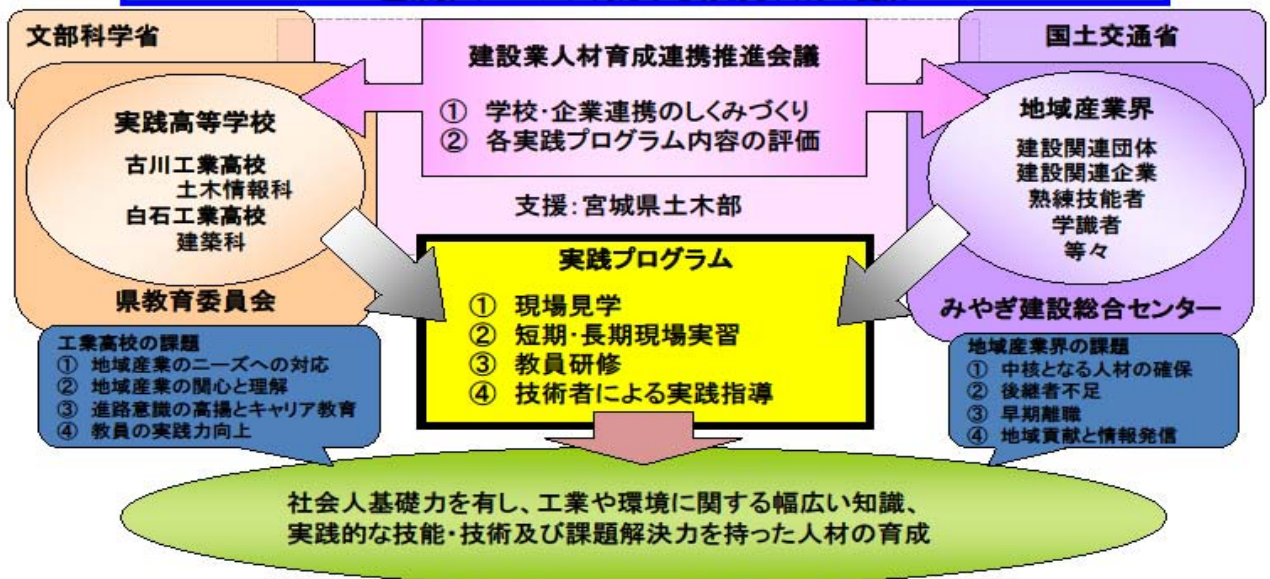 文部科学省
国土交通省
建設業人材育成連携推進会議
① 学校・企業連携のしくみづくり
② 各実践プログラム内容の評価
実践高等学校
古川工業高校
土木情報科
白石工業高校
建築科
県教育委員会
地域産業界
建設関連団体
建設関連企業
熟練技能者
学識者
等々
みやぎ建設総合センター
支援:宮城県土木部
実践プログラム
① 現場見学
② 短期・長期現場実習
③ 教員研修
④ 技術者による実践指導
工業高校の課題
① 地域産業のニーズへの対応
② 地域産業の関心と理解
③ 進路意識の高揚とキャリア教育
④ 教員の実践力向上
地域産業界の課題
① 中核となる人材の確保
② 後継者不足
③ 早期離職
④ 地域貢献と情報発信
社会人基礎力を有し、工業や環境に関する幅広い知識、
実践的な技能・技術及び課題解決力を持った人材の育成